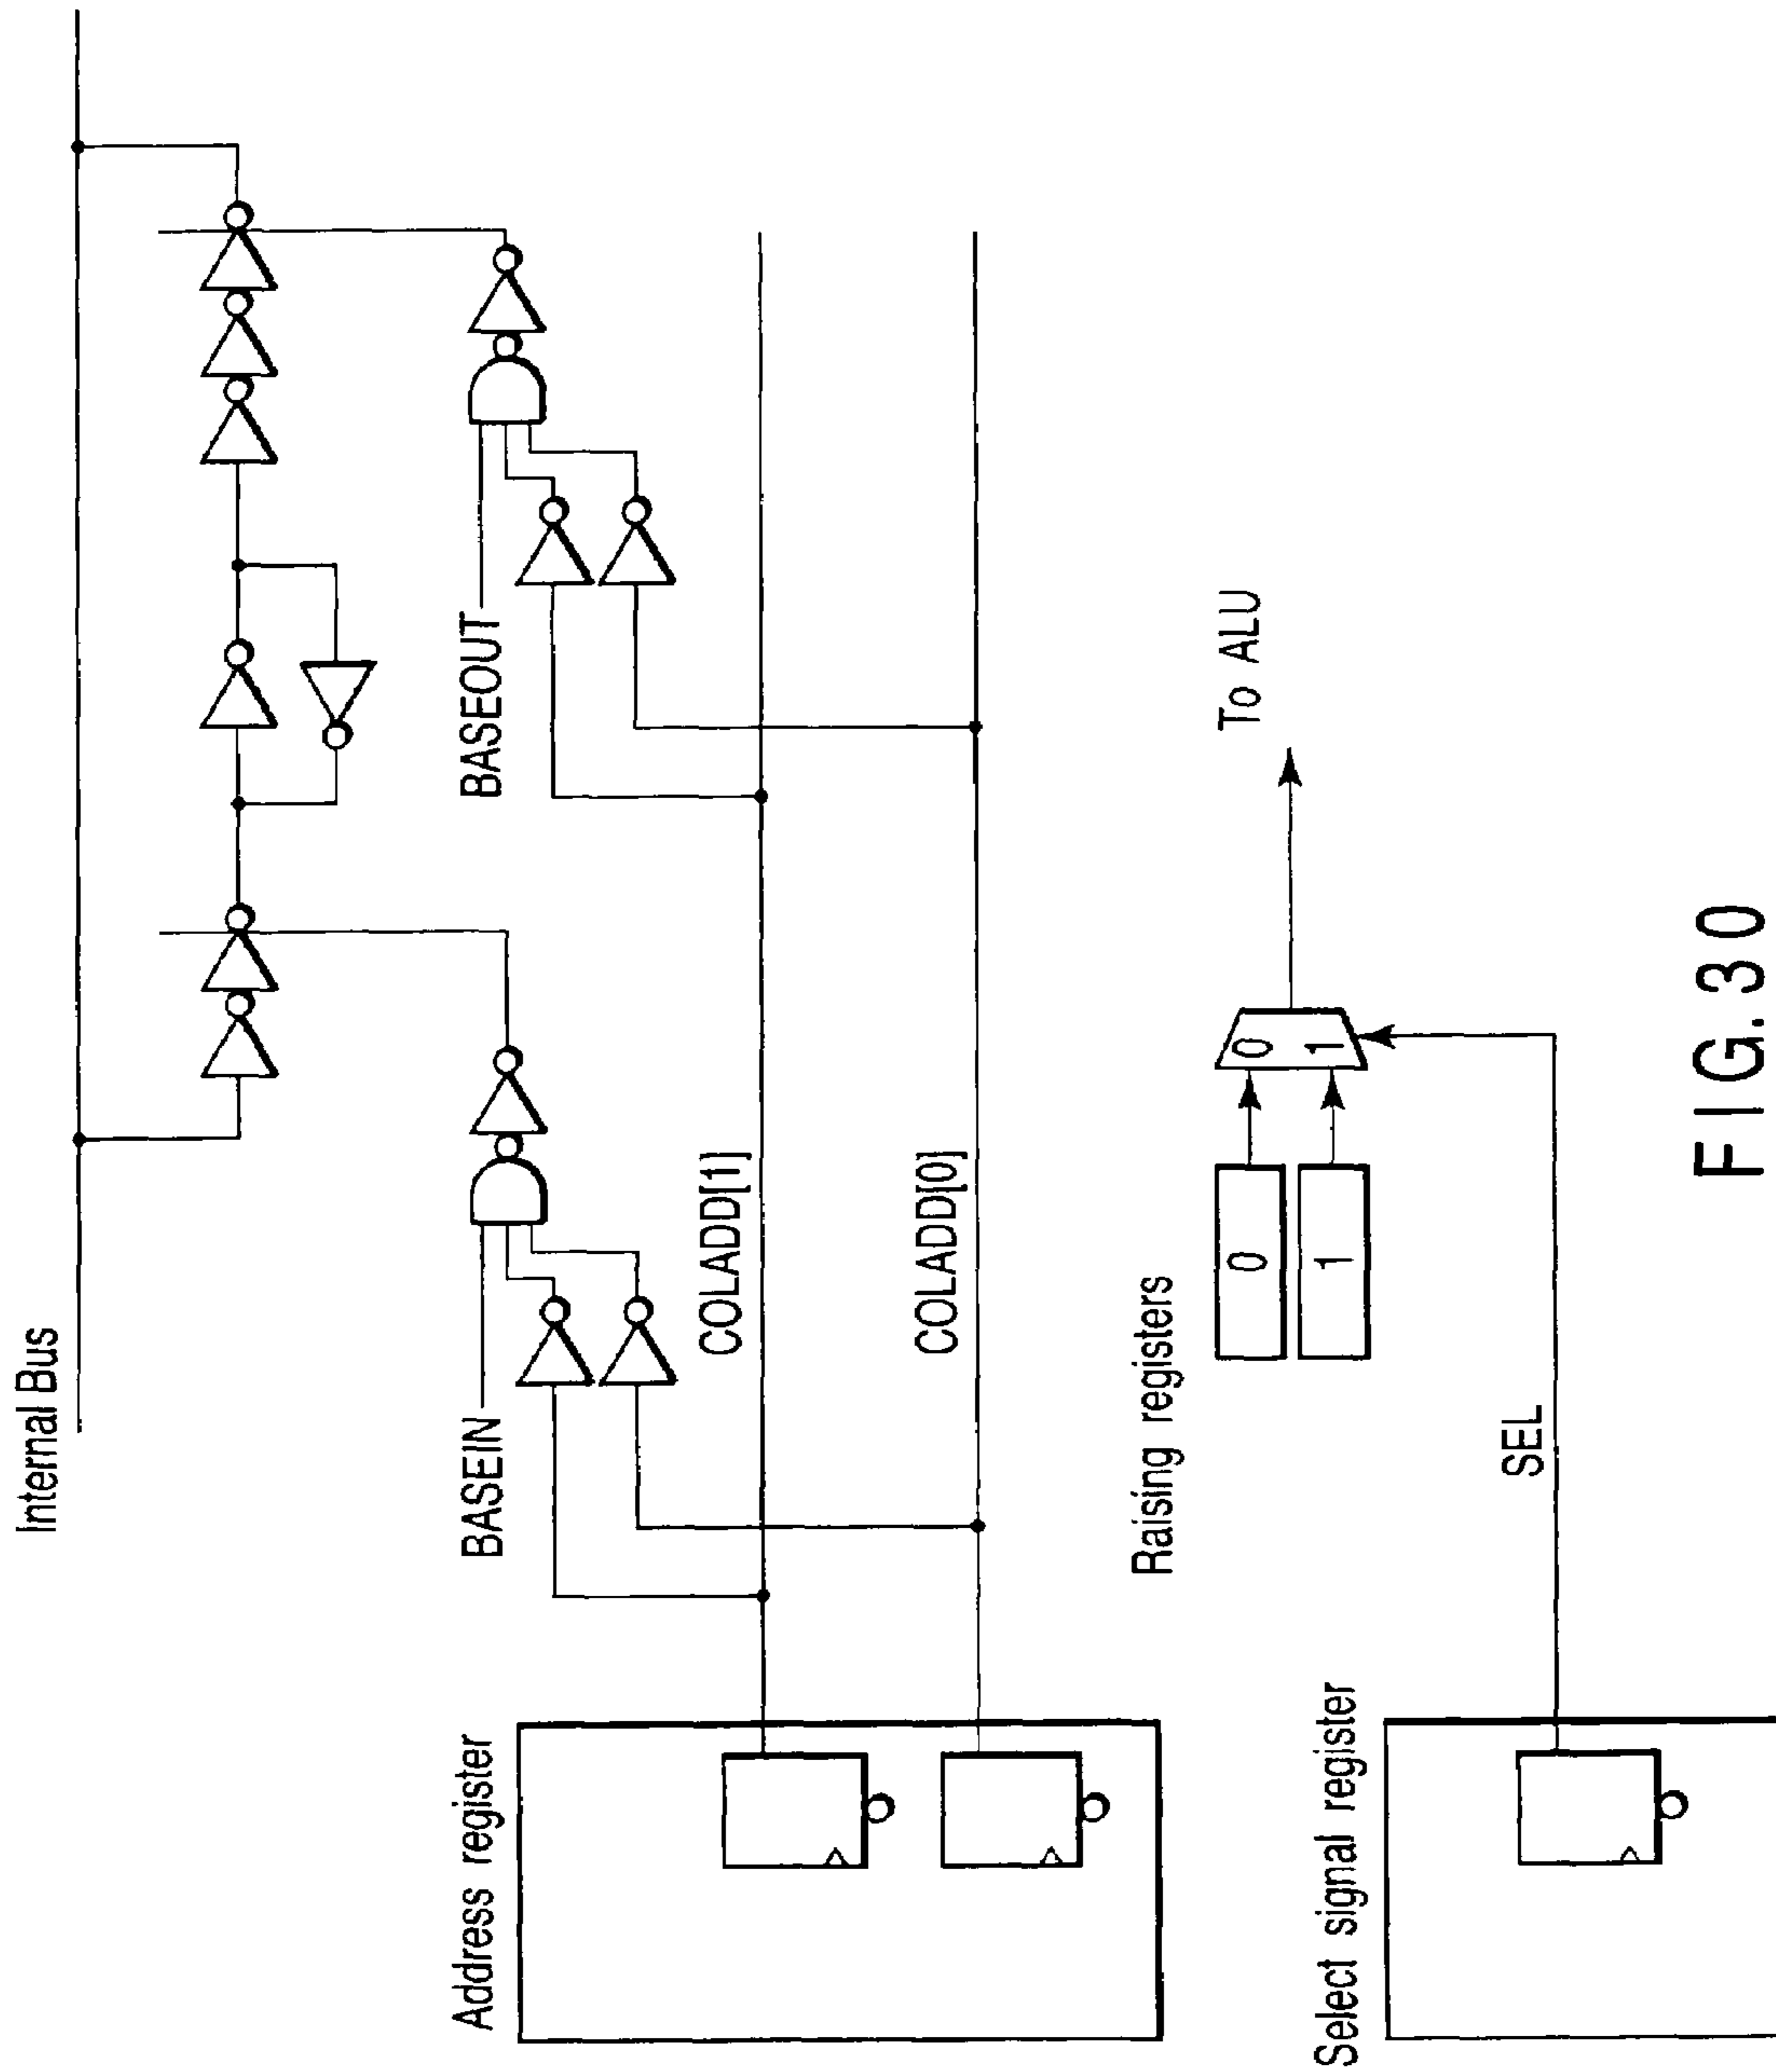 Internal Bus
BASEIN
BASEOUT
Address register
COLADD[1]
COLADD[0]
Raising registers
0
1
0
1
To ALU
Select signal register
SEL
FIG. 30